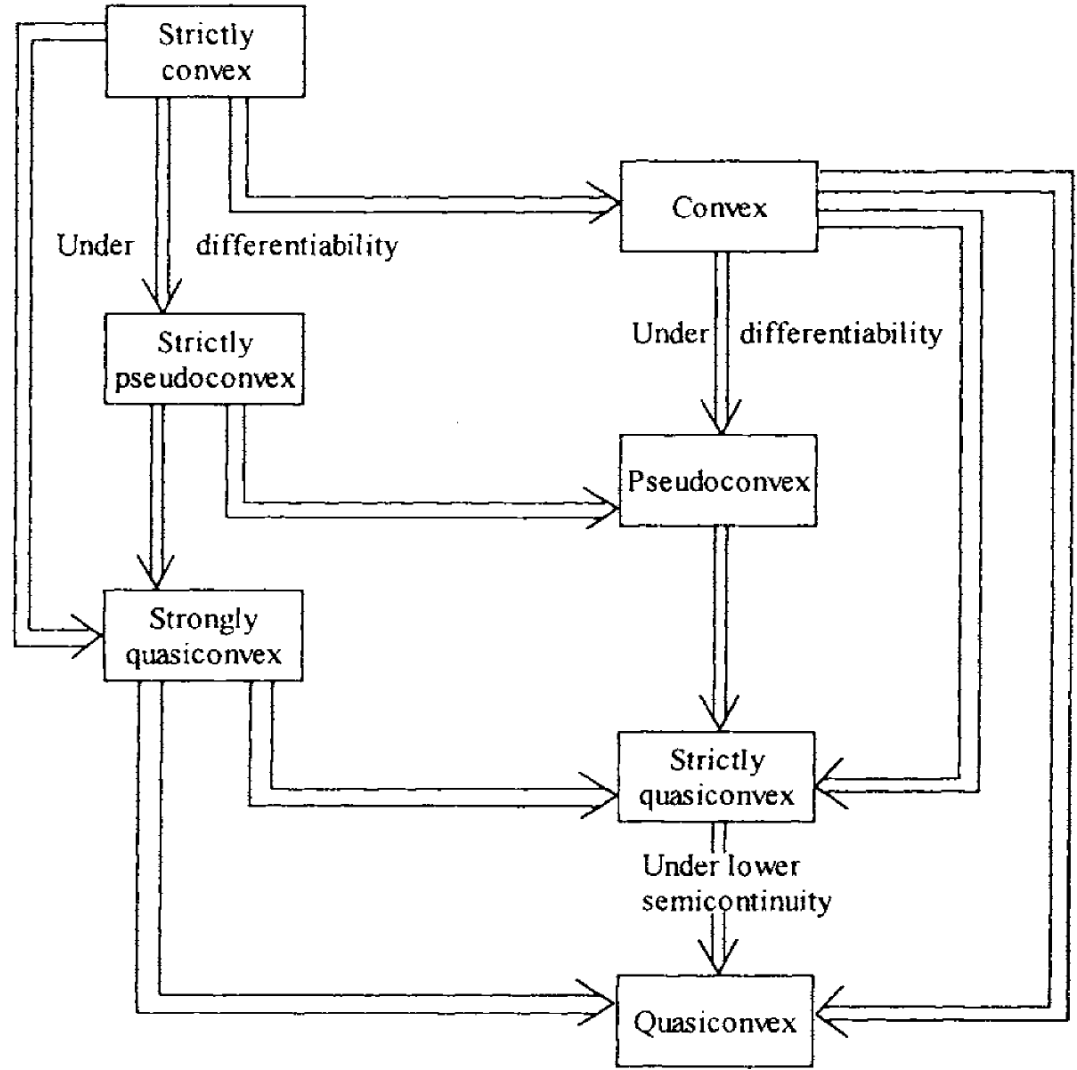 Strictly
convex
Convex
Under differentiability
Strictly
pseudoconvex
Under differentiability
Pseudoconvex
Strongly
quasiconvex
Strictly
quasiconvex
Under lower
semicontinuity
Quasiconvex